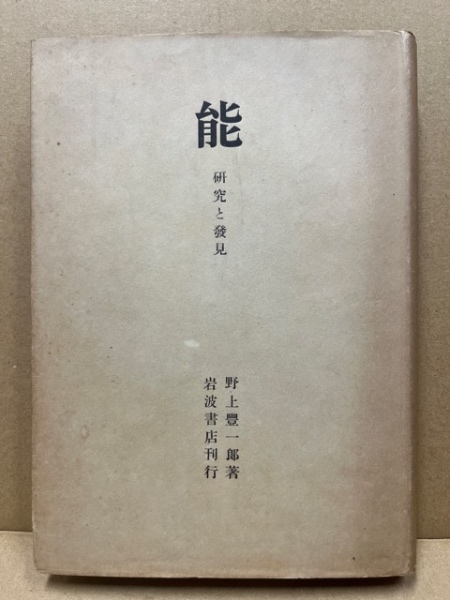 能
研究と發見
野上豐一郎著
岩波書店刊行